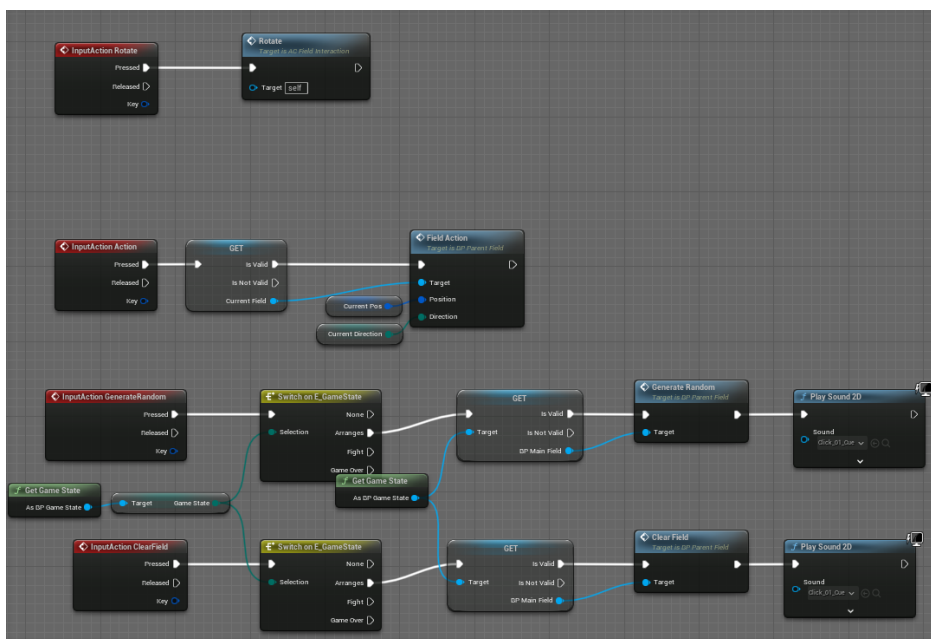 InputAction Rotate
Pressed
Released
Key
Rotate
Target is AC Field Interaction
Target self
InputAction Action
Pressed
Released
Key
GET
Is Valid
Is Not Valid
Current Field
Current Pos
Current Direction
Field Action
Target is BP Parent Field
Target
Position
Direction
InputAction GenerateRandom
Pressed
Released
Key
Switch on E_GameState
Selection
None
Arranges
Fight
Game Over
GET
Target
Is Valid
Is Not Valid
BP Main Field
Generate Random
Target is BP Parent Field
Target
Play Sound 2D
Sound
Click_01_Cue
Get Game State
As BP Game State
Target Game State
Get Game State
As BP Game State
InputAction ClearField
Pressed
Released
Key
Switch on E_GameState
Selection
None
Arranges
Fight
Game Over
GET
Target
Is Valid
Is Not Valid
BP Main Field
Clear Field
Target is BP Parent Field
Target
Play Sound 2D
Sound
Click_01_Cue